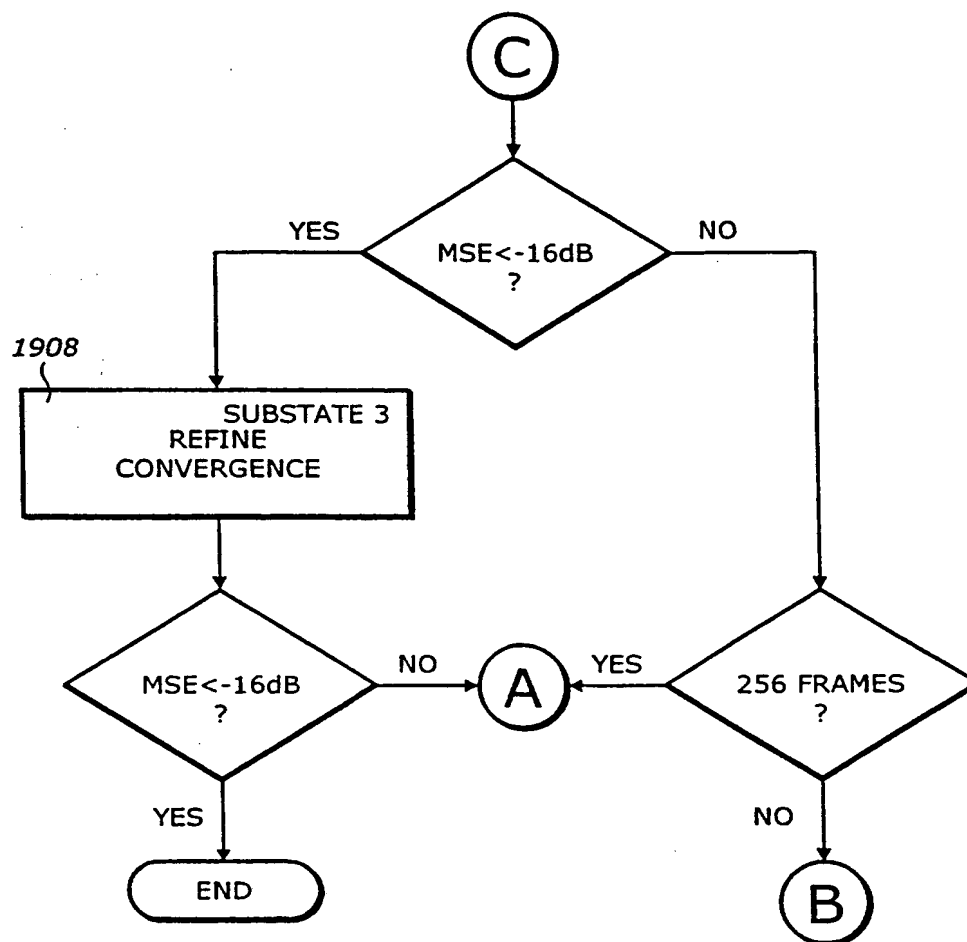 C
YES
NO
MSE<-16dB
?
1908
SUBSTATE 3
REFINE
CONVERGENCE
MSE<-16dB
?
NO
A
YES
256 FRAMES
?
YES
NO
END
B